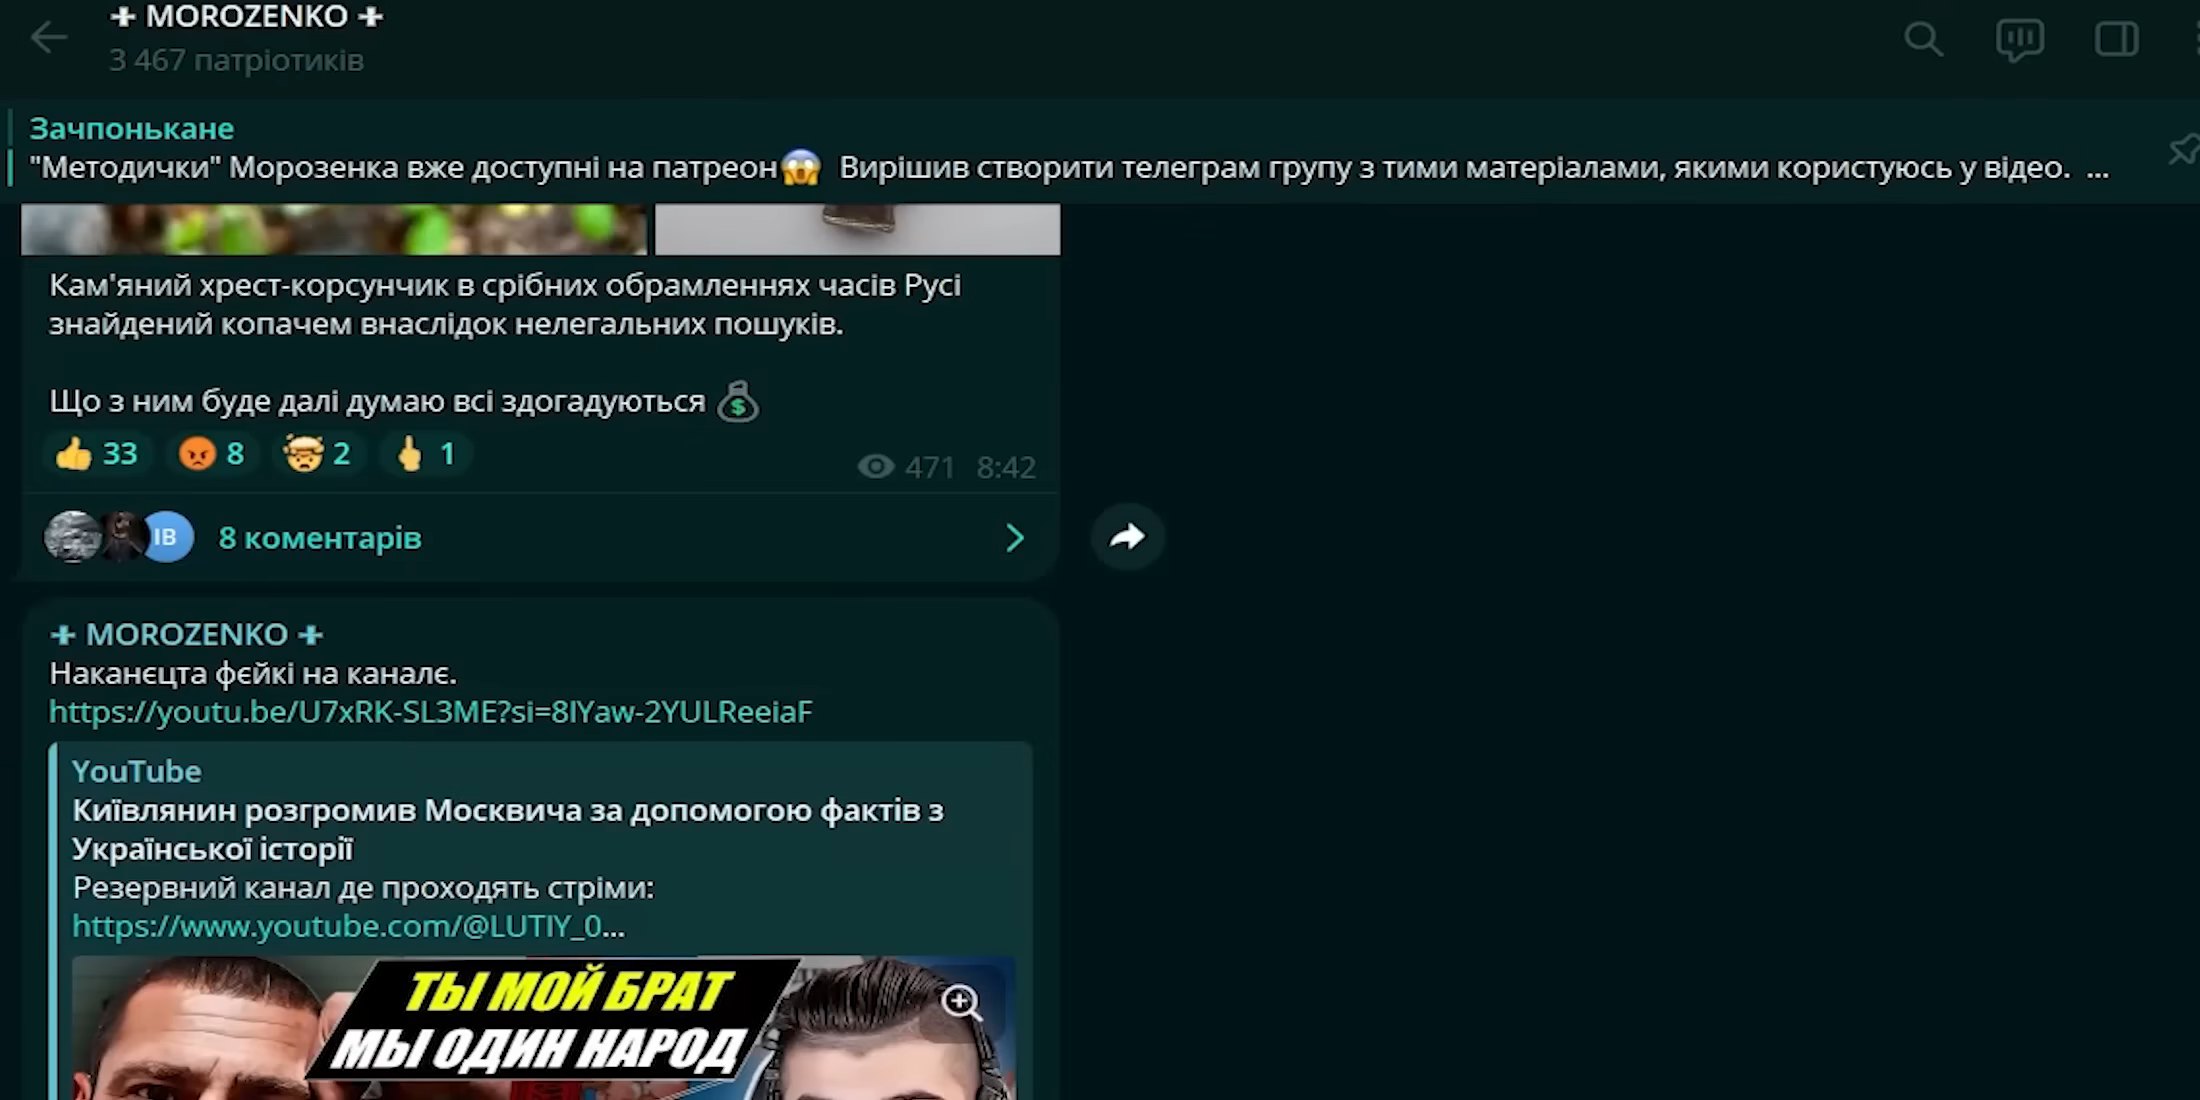 MOROZENKO
3 467 патріотиків
Зачпонькане
"Методички" Морозенка вже доступні на патреон😱 Вирішив створити телеграм групу з тими матеріалами, якими користуюсь у відео. ...
Кам'яний хрест-корсунчик в срібних обрамленнях часів Русі
знайдений копачем внаслідок нелегальних пошуків.
Що з ним буде далі думаю всі здогадуються 💰
👍 33 😡 8 🤯 2 🖕 1
471 8:42
ІВ
8 коментарів
MOROZENKO
Наканєцта фєйкі на каналє.
https://youtu.be/U7xRK-SL3ME?si=8lYaw-2YULReeiaF
YouTube
Київлянин розгромив Москвича за допомогою фактів з
Української історії
Резервний канал де проходять стріми:
https://www.youtube.com/@LUTIY_0...
ТЫ МОЙ БРАТ
МЫ ОДИН НАРОД